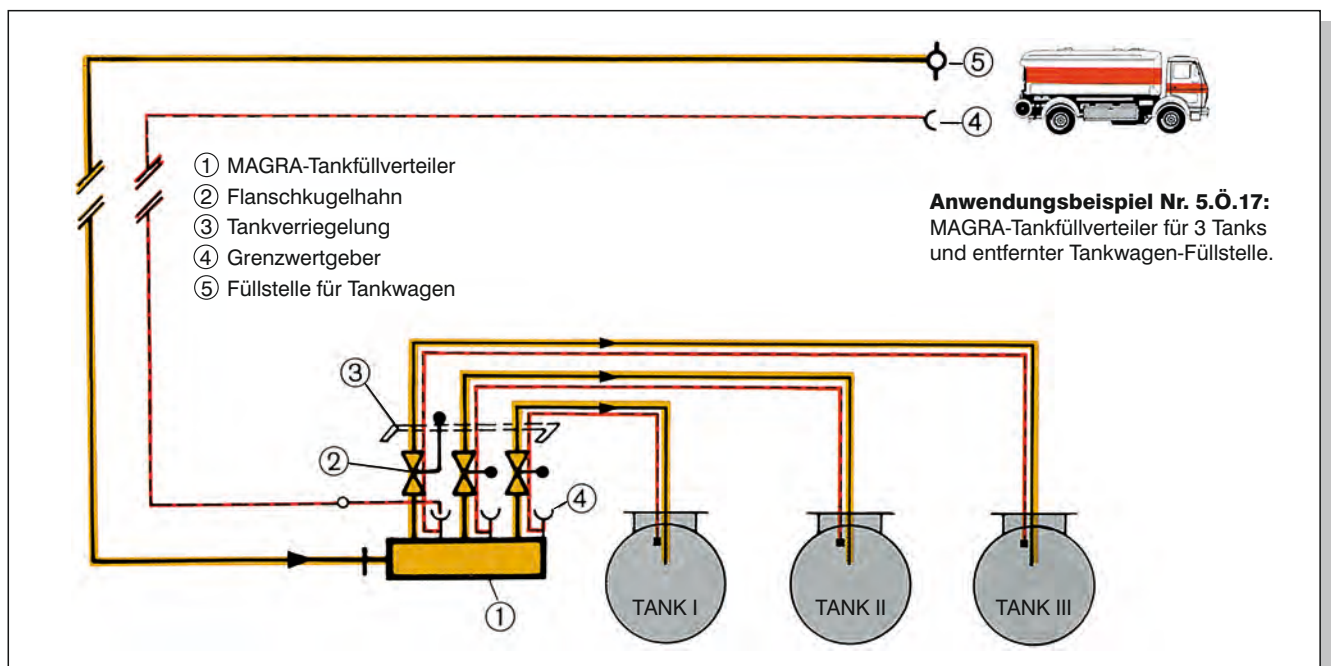 ⑤
④
① MAGRA-Tankfüllverteiler
② Flanschkugelhahn
③ Tankverriegelung
④ Grenzwertgeber
⑤ Füllstelle für Tankwagen
Anwendungsbeispiel Nr. 5.Ö.17:
MAGRA-Tankfüllverteiler für 3 Tanks
und entfernter Tankwagen-Füllstelle.
③
②
④
①
TANK I
TANK II
TANK III